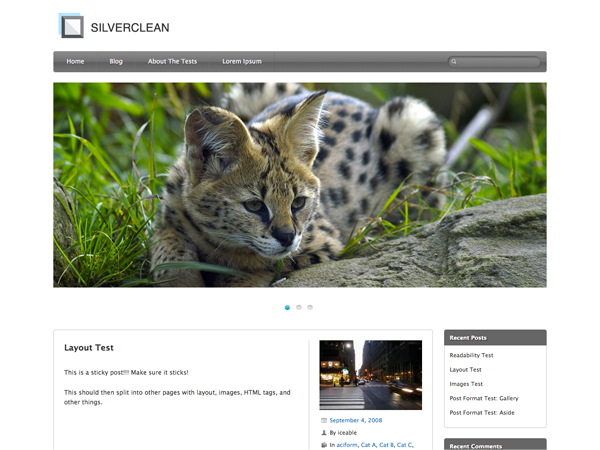 SILVERCLEAN
Home Blog About The Tests Lorem Ipsum
Layout Test
This is a sticky post!!! Make sure it sticks!
This should then split into other pages with layout, images, HTML tags, and
other things.
September 4, 2008
By iceable
In aciform, Cat A, Cat B, Cat C,
Recent Posts
Readability Test
Layout Test
Images Test
Post Format Test: Gallery
Post Format Test: Aside
Recent Comments